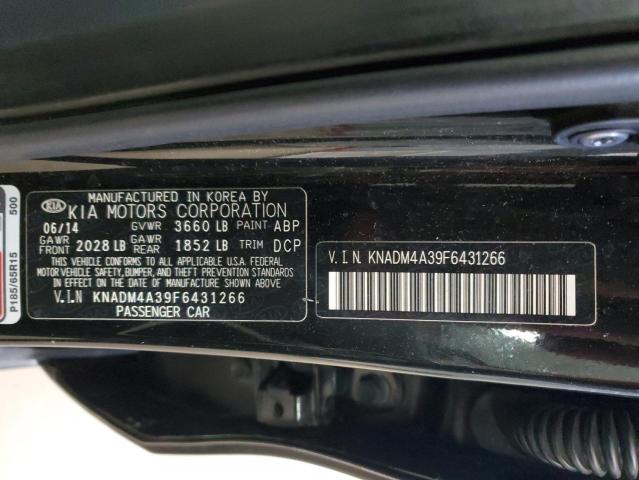 MANUFACTURED IN KOREA BY
KIA KIA MOTORS CORPORATION
06/14 GVWR 3660 LB PAINT ABP
GAWR FRONT 2028 LB GAWR REAR 1852 LB TRIM DCP
THIS VEHICLE CONFORMS TO ALL APPLICABLE U.S.A. FEDERAL
MOTOR VEHICLE SAFETY, BUMPER, AND THEFT PREVENTION
STANDARDS IN EFFECT ON THE DATE OF MANUFACTURE SHOWN ABOVE.
V.I.N KNADM4A39F6431266
PASSENGER CAR
V.I.N. KNADM4A39F6431266
500
P185/65R15